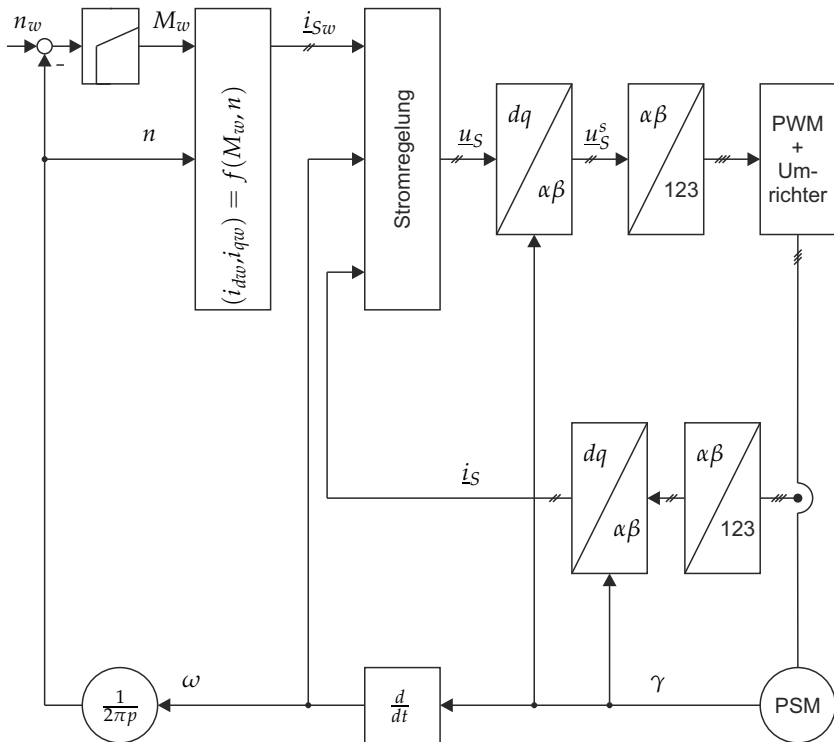 n_w
M_w
i_Sw
-
n
(i_dw, i_qw) = f(M_w, n)
Stromregelung
u_S
dq
αβ
u_S^s
αβ
123
PWM
+
Um-
richter
i_S
dq
αβ
αβ
123
1/(2πp)
ω
d/dt
γ
PSM